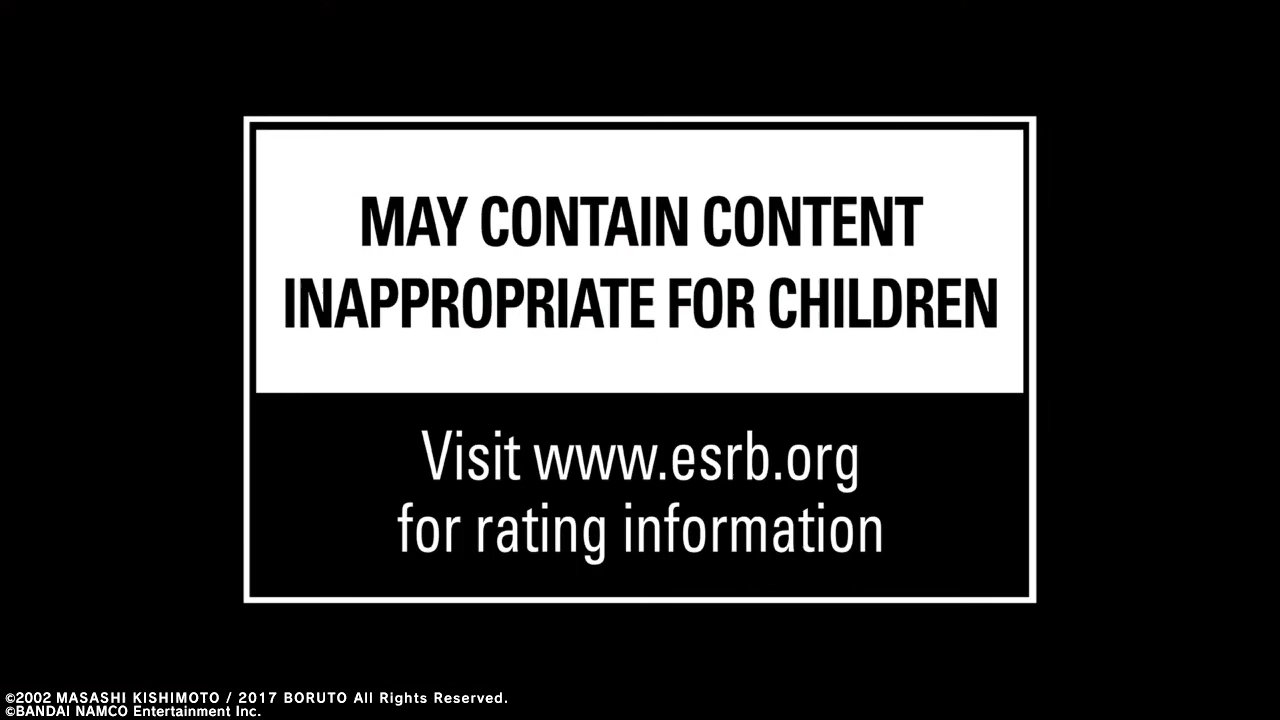 MAY CONTAIN CONTENT
INAPPROPRIATE FOR CHILDREN
Visit www.esrb.org
for rating information
©2002 MASASHI KISHIMOTO / 2017 BORUTO All Rights Reserved.
©BANDAI NAMCO Entertainment Inc.